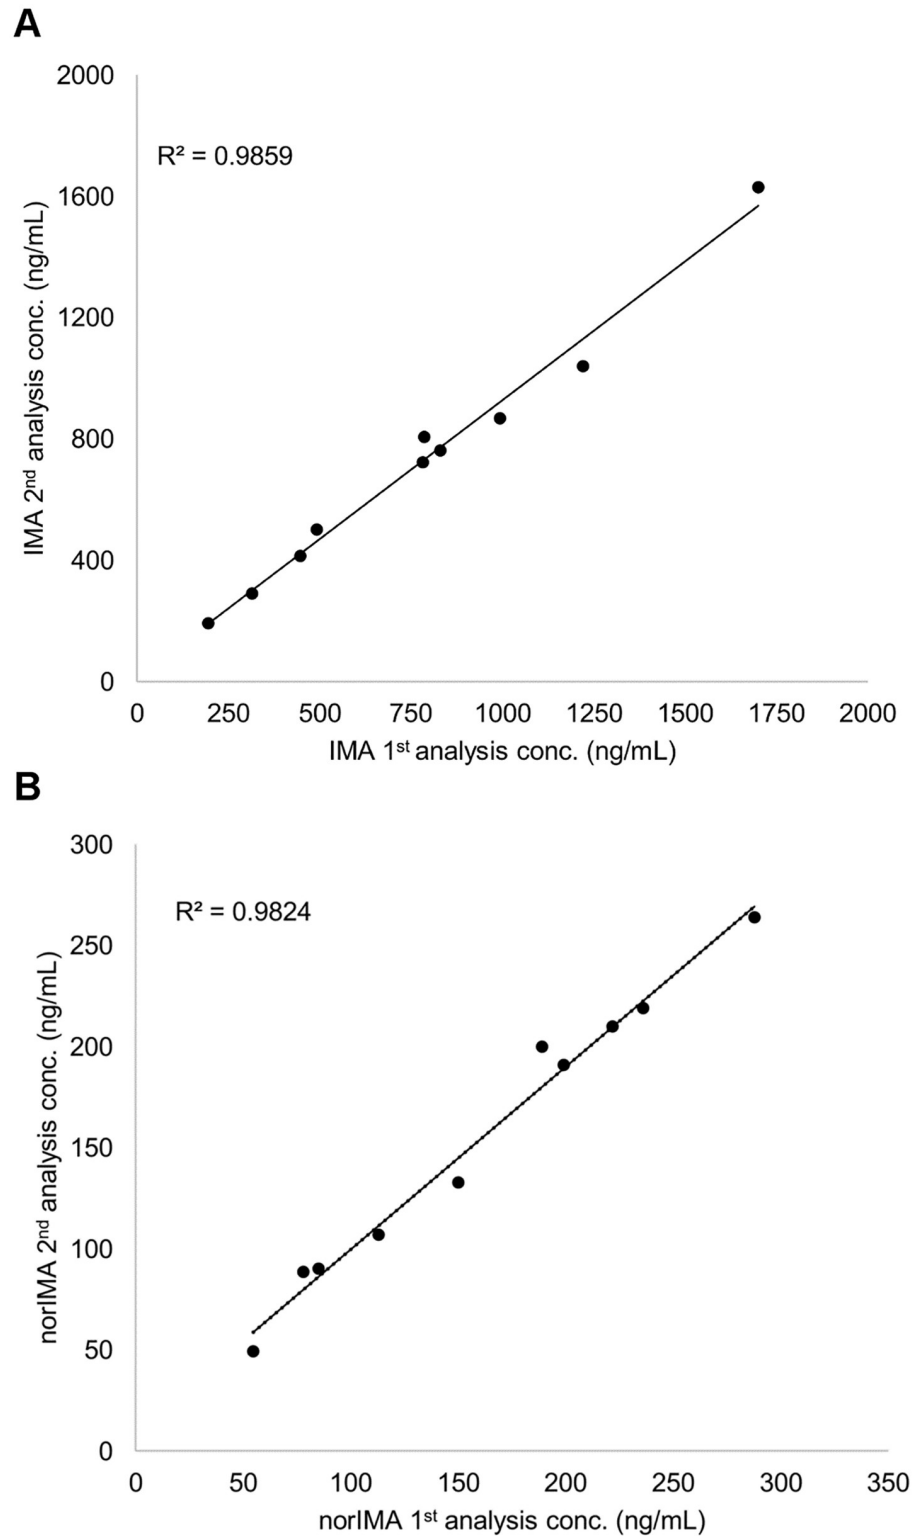 A
2000
R² = 0.9859
1600
1200
800
400
0
IMA 2nd analysis conc. (ng/mL)
0 250 500 750 1000 1250 1500 1750 2000
IMA 1st analysis conc. (ng/mL)
B
300
R² = 0.9824
250
200
150
100
50
0
norIMA 2nd analysis conc. (ng/mL)
0 50 100 150 200 250 300 350
norIMA 1st analysis conc. (ng/mL)